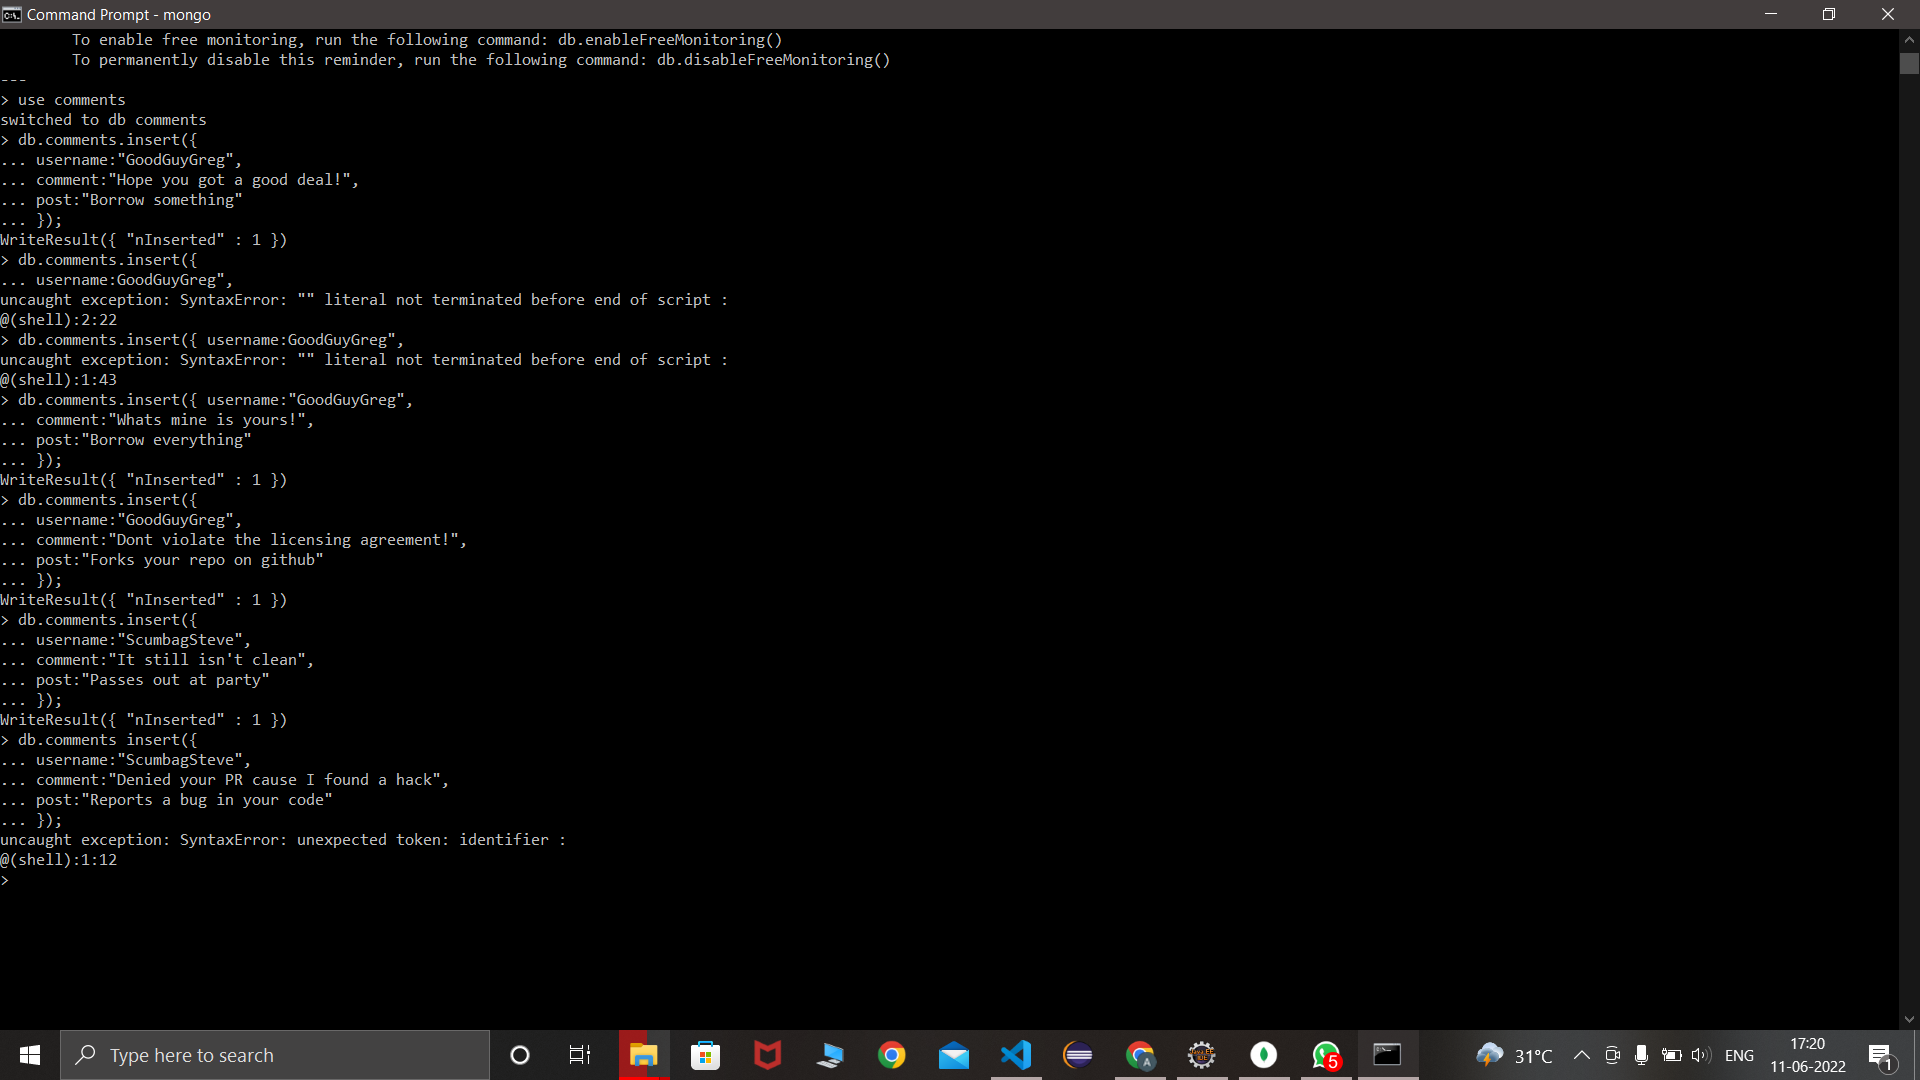 Command Prompt - mongo
To enable free monitoring, run the following command: db.enableFreeMonitoring()
To permanently disable this reminder, run the following command: db.disableFreeMonitoring()
---
> use comments
switched to db comments
> db.comments.insert({
... username:"GoodGuyGreg",
... comment:"Hope you got a good deal!",
... post:"Borrow something"
... });
WriteResult({ "nInserted" : 1 })
> db.comments.insert({
... username:GoodGuyGreg",
uncaught exception: SyntaxError: "" literal not terminated before end of script :
@(shell):2:22
> db.comments.insert({ username:GoodGuyGreg",
uncaught exception: SyntaxError: "" literal not terminated before end of script :
@(shell):1:43
> db.comments.insert({ username:"GoodGuyGreg",
... comment:"Whats mine is yours!",
... post:"Borrow everything"
... });
WriteResult({ "nInserted" : 1 })
> db.comments.insert({
... username:"GoodGuyGreg",
... comment:"Dont violate the licensing agreement!",
... post:"Forks your repo on github"
... });
WriteResult({ "nInserted" : 1 })
> db.comments.insert({
... username:"ScumbagSteve",
... comment:"It still isn't clean",
... post:"Passes out at party"
... });
WriteResult({ "nInserted" : 1 })
> db.comments insert({
... username:"ScumbagSteve",
... comment:"Denied your PR cause I found a hack",
... post:"Reports a bug in your code"
... });
uncaught exception: SyntaxError: unexpected token: identifier :
@(shell):1:12
>
Type here to search
A
5
31°C
ENG
17:20
11-06-2022
1